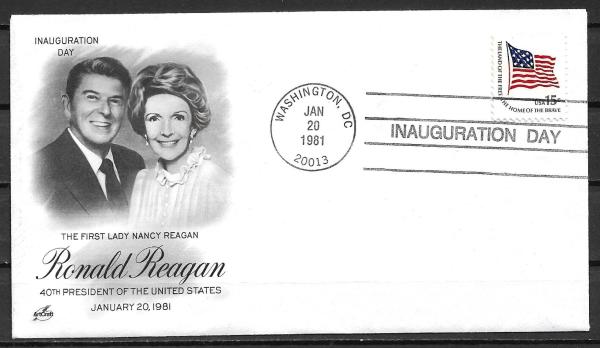 INAUGURATION
DAY
THE FIRST LADY NANCY REAGAN
Ronald Reagan
40TH PRESIDENT OF THE UNITED STATES
JANUARY 20, 1981
ArtCraft
WASHINGTON, DC
JAN
20
1981
20013
INAUGURATION DAY
THE LAND OF THE FREE
THE HOME OF THE BRAVE
USA 15c